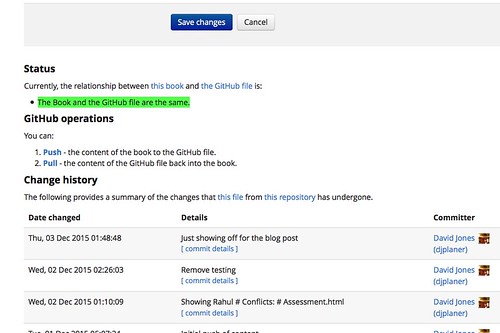 Save changes Cancel
Status
Currently, the relationship between this book and the GitHub file is:
• The Book and the GitHub file are the same.
GitHub operations
You can:
1. Push - the content of the book to the GitHub file.
2. Pull - the content of the GitHub file back into the book.
Change history
The following provides a summary of the changes that this file from this repository has undergone.
Date changed Details Committer
Thu, 03 Dec 2015 01:48:48 Just showing off for the blog post David Jones
[ commit details ] (djplaner)
Wed, 02 Dec 2015 02:26:03 Remove testing David Jones
[ commit details ] (djplaner)
Wed, 02 Dec 2015 01:10:09 Showing Rahul # Conflicts: # Assessment.html David Jones
[ commit details ] (djplaner)